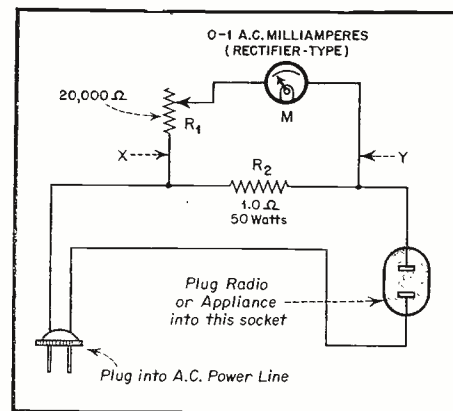 0-1 A.C. MILLIAMPERES
(RECTIFIER-TYPE)
20,000 Ω
R1
M
X
Y
R2
1.0 Ω
50 Watts
Plug Radio
or Appliance
into this socket
Plug into A.C. Power Line